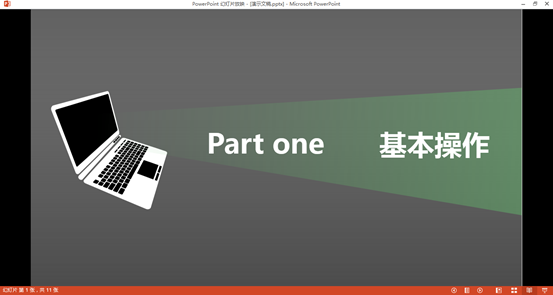 PowerPoint 幻灯片放映 - [演示文稿.pptx] - Microsoft PowerPoint
Part one 基本操作
幻灯片 第 1 张，共 11 张